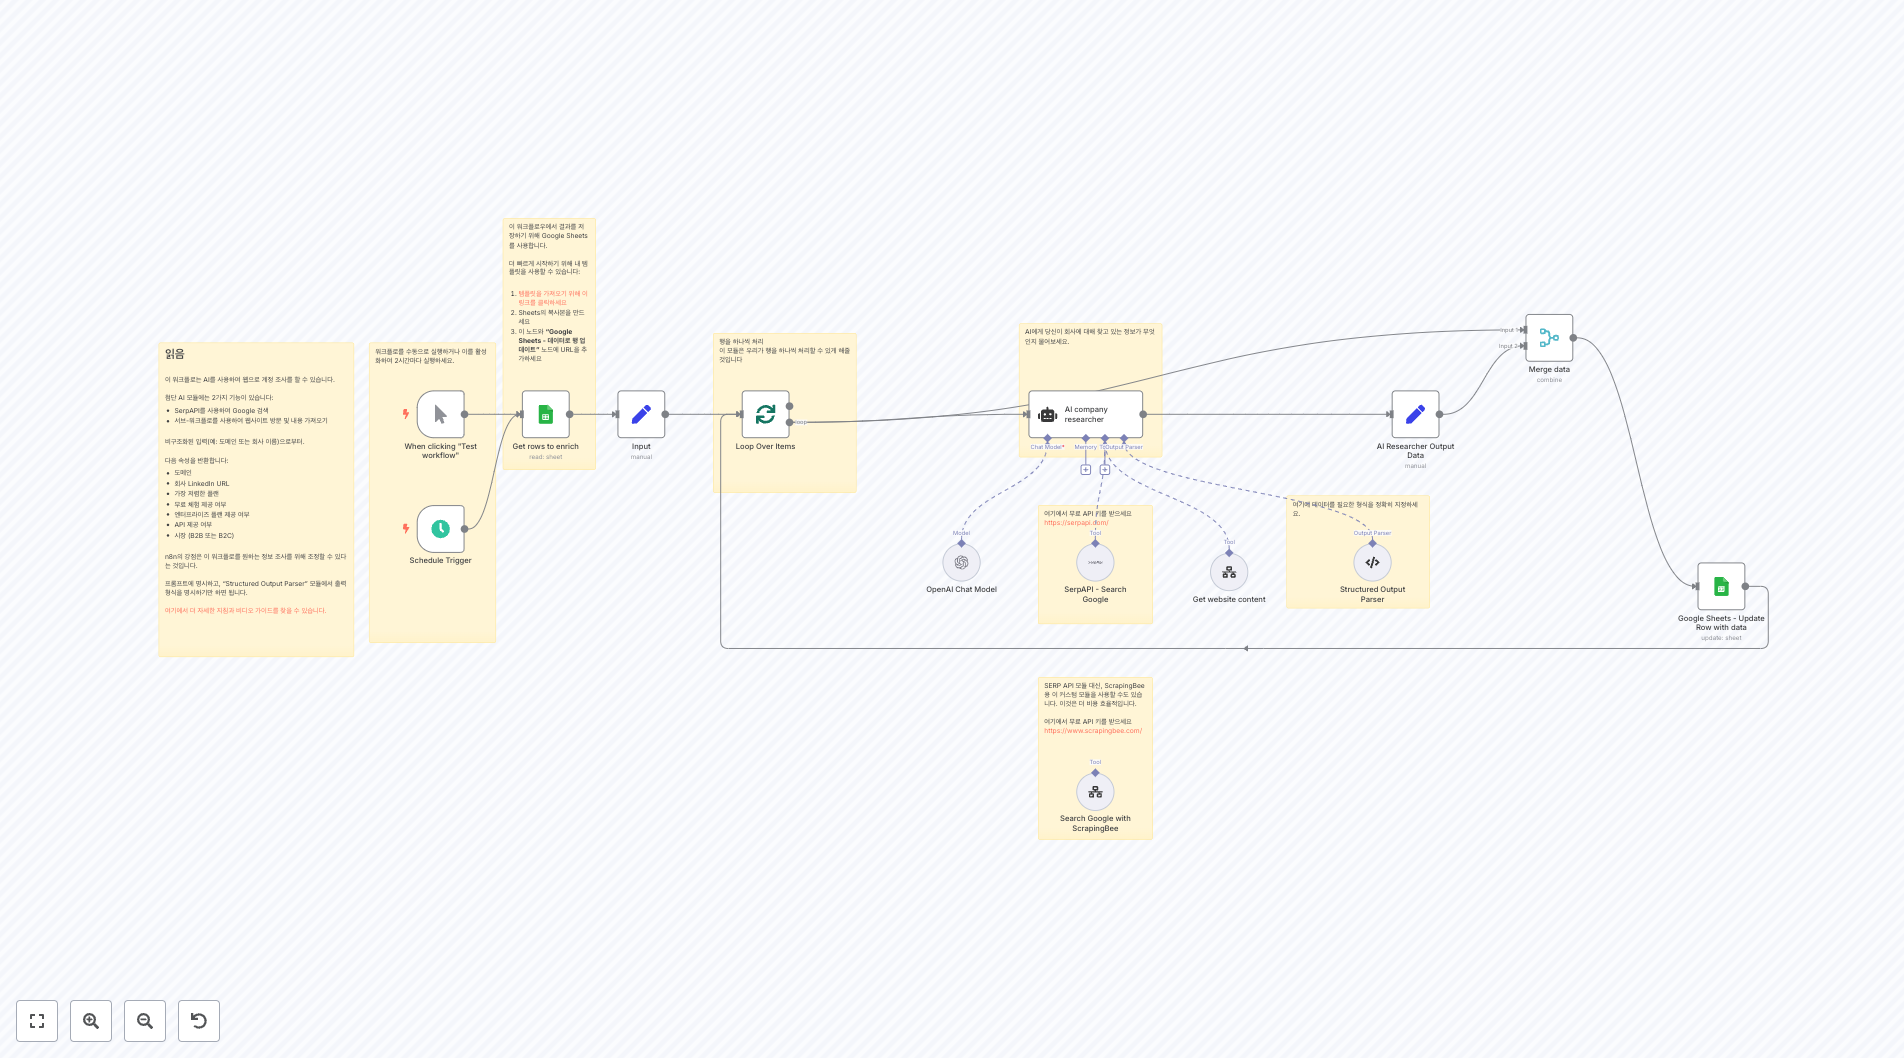 읽음
이 워크플로는 AI를 사용하여 웹으로 계정 조사를 할 수 있습니다.
첨단 AI 모듈에는 2가지 기능이 있습니다:
SerpAPI를 사용하여 Google 검색
서브-워크플로를 사용하여 웹사이트 방문 및 내용 가져오기
비구조화된 입력(예: 도메인 또는 회사 이름)으로부터.
다음 속성을 반환합니다:
도메인
회사 LinkedIn URL
가장 저렴한 플랜
무료 체험 제공 여부
엔터프라이즈 플랜 제공 여부
API 제공 여부
시장 (B2B 또는 B2C)
n8n의 강점은 이 워크플로를 원하는 정보 조사를 위해 조정할 수 있다
는 것입니다.
프롬프트에 명시하고, "Structured Output Parser" 모듈에서 출력
형식을 명시하기만 하면 됩니다.
여기에서 더 자세한 지침과 비디오 가이드를 찾을 수 있습니다.
워크플로를 수동으로 실행하거나 이를 활성
화하여 2시간마다 실행하세요.
When clicking "Test
workflow"
Schedule Trigger
이 워크플로우에서 결과를 저
장하기 위해 Google Sheets
를 사용합니다.
더 빠르게 시작하기 위해 내 템
플릿을 사용할 수 있습니다:
1. 템플릿을 가져오기 위해 이
링크를 클릭하세요
2. Sheets의 복사본을 만드
세요
3. 이 노드와 "Google
Sheets - 데이터로 행 업
데이트" 노드에 URL을 추
가하세요
Get rows to enrich
read: sheet
Input
manual
행을 하나씩 처리
이 모듈은 우리가 행을 하나씩 처리할 수 있게 해줄
것입니다
loop
Loop Over Items
AI에게 당신이 회사에 대해 찾고 있는 정보가 무엇
인지 물어보세요.
AI company
researcher
Chat Model*
Memory
Output Parser
Model
OpenAI Chat Model
여기에서 무료 API 키를 받으세요
https://serpapi.com/
Tool
SerpAPI - Search
Google
Tool
Get website content
여기에 데이터를 필요한 형식을 정확히 지정하세
요.
Output Parser
Structured Output
Parser
AI Researcher Output
Data
manual
Input 1
Input 2
Merge data
combine
Google Sheets - Update
Row with data
update: sheet
SERP API 모듈 대신, ScrapingBee
용 이 커스텀 모듈을 사용할 수도 있습
니다. 이것은 더 비용 효율적입니다.
여기에서 무료 API 키를 받으세요
https://www.scrapingbee.com/
Tool
Search Google with
ScrapingBee